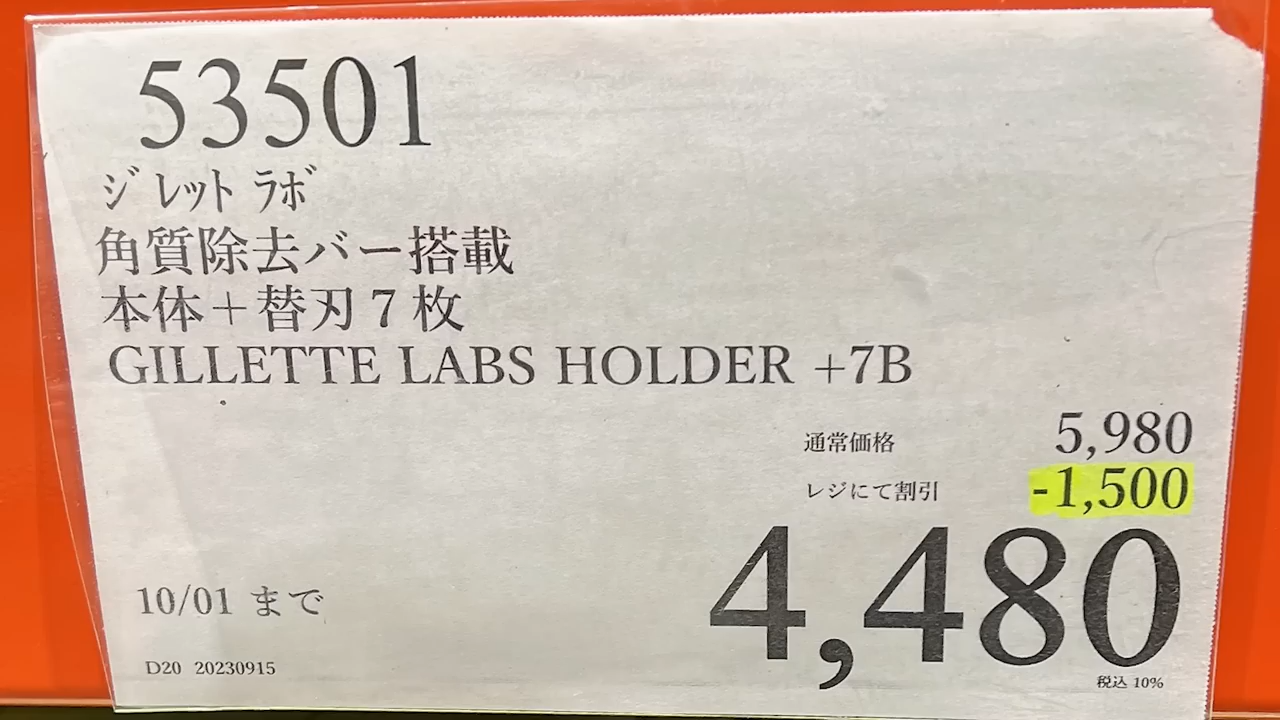 53501
ｼﾞﾚｯﾄ ﾗﾎﾞ
角質除去バー搭載
本体＋替刃７枚
GILLETTE LABS HOLDER +7B
通常価格 5,980
レジにて割引 -1,500
4,480
10/01 まで
税込 10%
D20 20230915